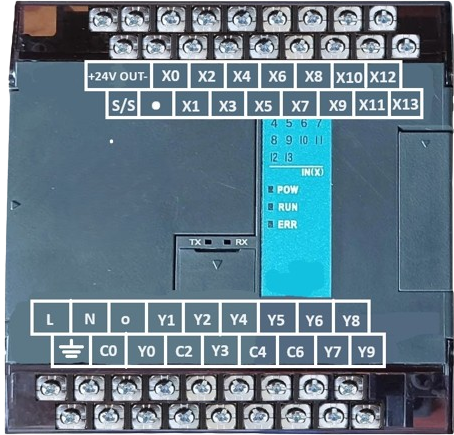 +24V OUT- X0 X2 X4 X6 X8 X10 X12
S/S ● X1 X3 X5 X7 X9 X11 X13
4 5 6 7
8 9 10 11
12 13
IN(X)
POW
RUN
ERR
TX RX
L N o Y1 Y2 Y4 Y5 Y6 Y8
C0 Y0 C2 Y3 C4 C6 Y7 Y9